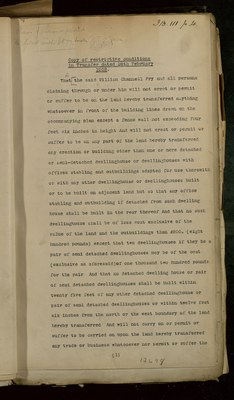 Copy of restrictive conditions
in Transfer dated 28th February
That the said William Channell Fry and all persons
claiming through or under him will not erect or permit
or suffer to be on the land hereby transferred anything
whatsoever in front of the building lines shown on the
accompanying plan except a fence wall not exceeding four
feet six inches in height And will not erect or permit or
suffer to be on any part of the land hereby transferred
any erection or building other than one or more detached
or semi-detached dwellinghouse or dwellinghouses with
offices stabling and outbuildings adapted for use therewith
or with any other dwellinghouse or dwellinghouses built
or to be built on adjacent land but so that any office
stabling and outbuilding if detached from such dwelling
house shall be built in the rear thereof And that no such
dwellinghouse shall be of less cost exclusive of the
value of the land and the outbuildings than £800. (eight
hundred pounds) except that two dwellinghouses if they be a
pair of semi detached dwellinghouses may be of the cost
(exclusive as aforesaid) of one thousand two hundred pounds
for the pair And that no detached dwelling house or pair
of semi detached dwellinghouses shall be built within
twenty five feet of any other detached dwellinghouse or
pair of semi detached dwellinghouses or within twelve feet
six inches from the north or the west boundary of the land
hereby transferred And will not carry on or permit or
suffer to be carried on upon the land hereby transferred
any trade or business whatsoever nor permit or suffer the